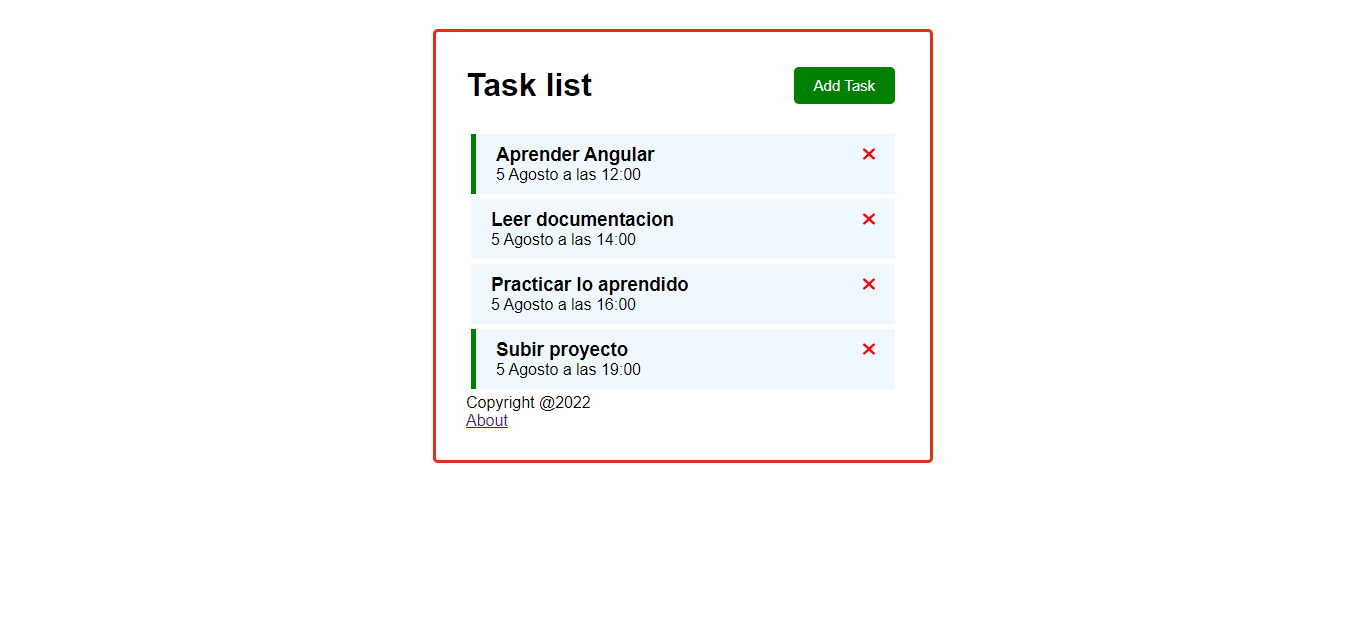 Task list
Add Task
Aprender Angular
5 Agosto a las 12:00
Leer documentacion
5 Agosto a las 14:00
Practicar lo aprendido
5 Agosto a las 16:00
Subir proyecto
5 Agosto a las 19:00
Copyright @2022
About